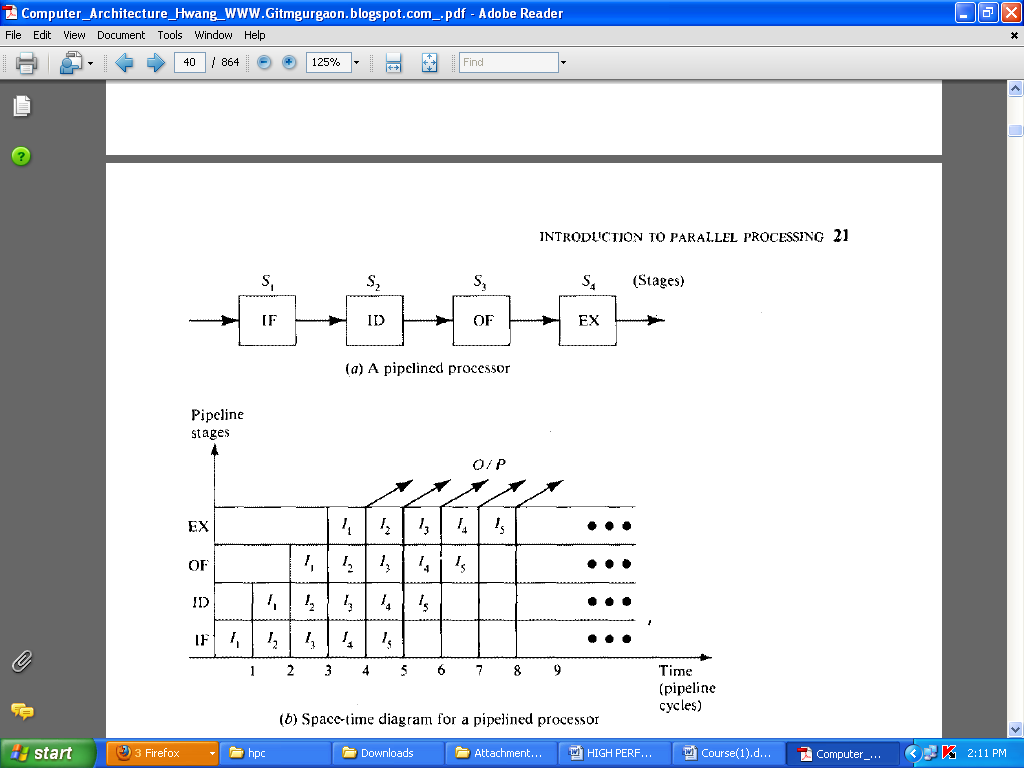 Computer_Architecture_Hwang_WWW.Gitmgurgaon.blogspot.com_.pdf - Adobe Reader
File Edit View Document Tools Window Help
40 / 864 125% Find
INTRODUCTION TO PARALLEL PROCESSING 21
S1 S2 S3 S4 (Stages)
IF ID OF EX
(a) A pipelined processor
Pipeline
stages
O/P
EX I1 I2 I3 I4 I5
OF I1 I2 I3 I4 I5
ID I1 I2 I3 I4 I5
IF I1 I2 I3 I4 I5
1 2 3 4 5 6 7 8 9 Time
(pipeline
cycles)
(b) Space-time diagram for a pipelined processor
start 3 Firefox hpc Downloads Attachment... HIGH PERF... Course(1).d... Computer_... 2:11 PM